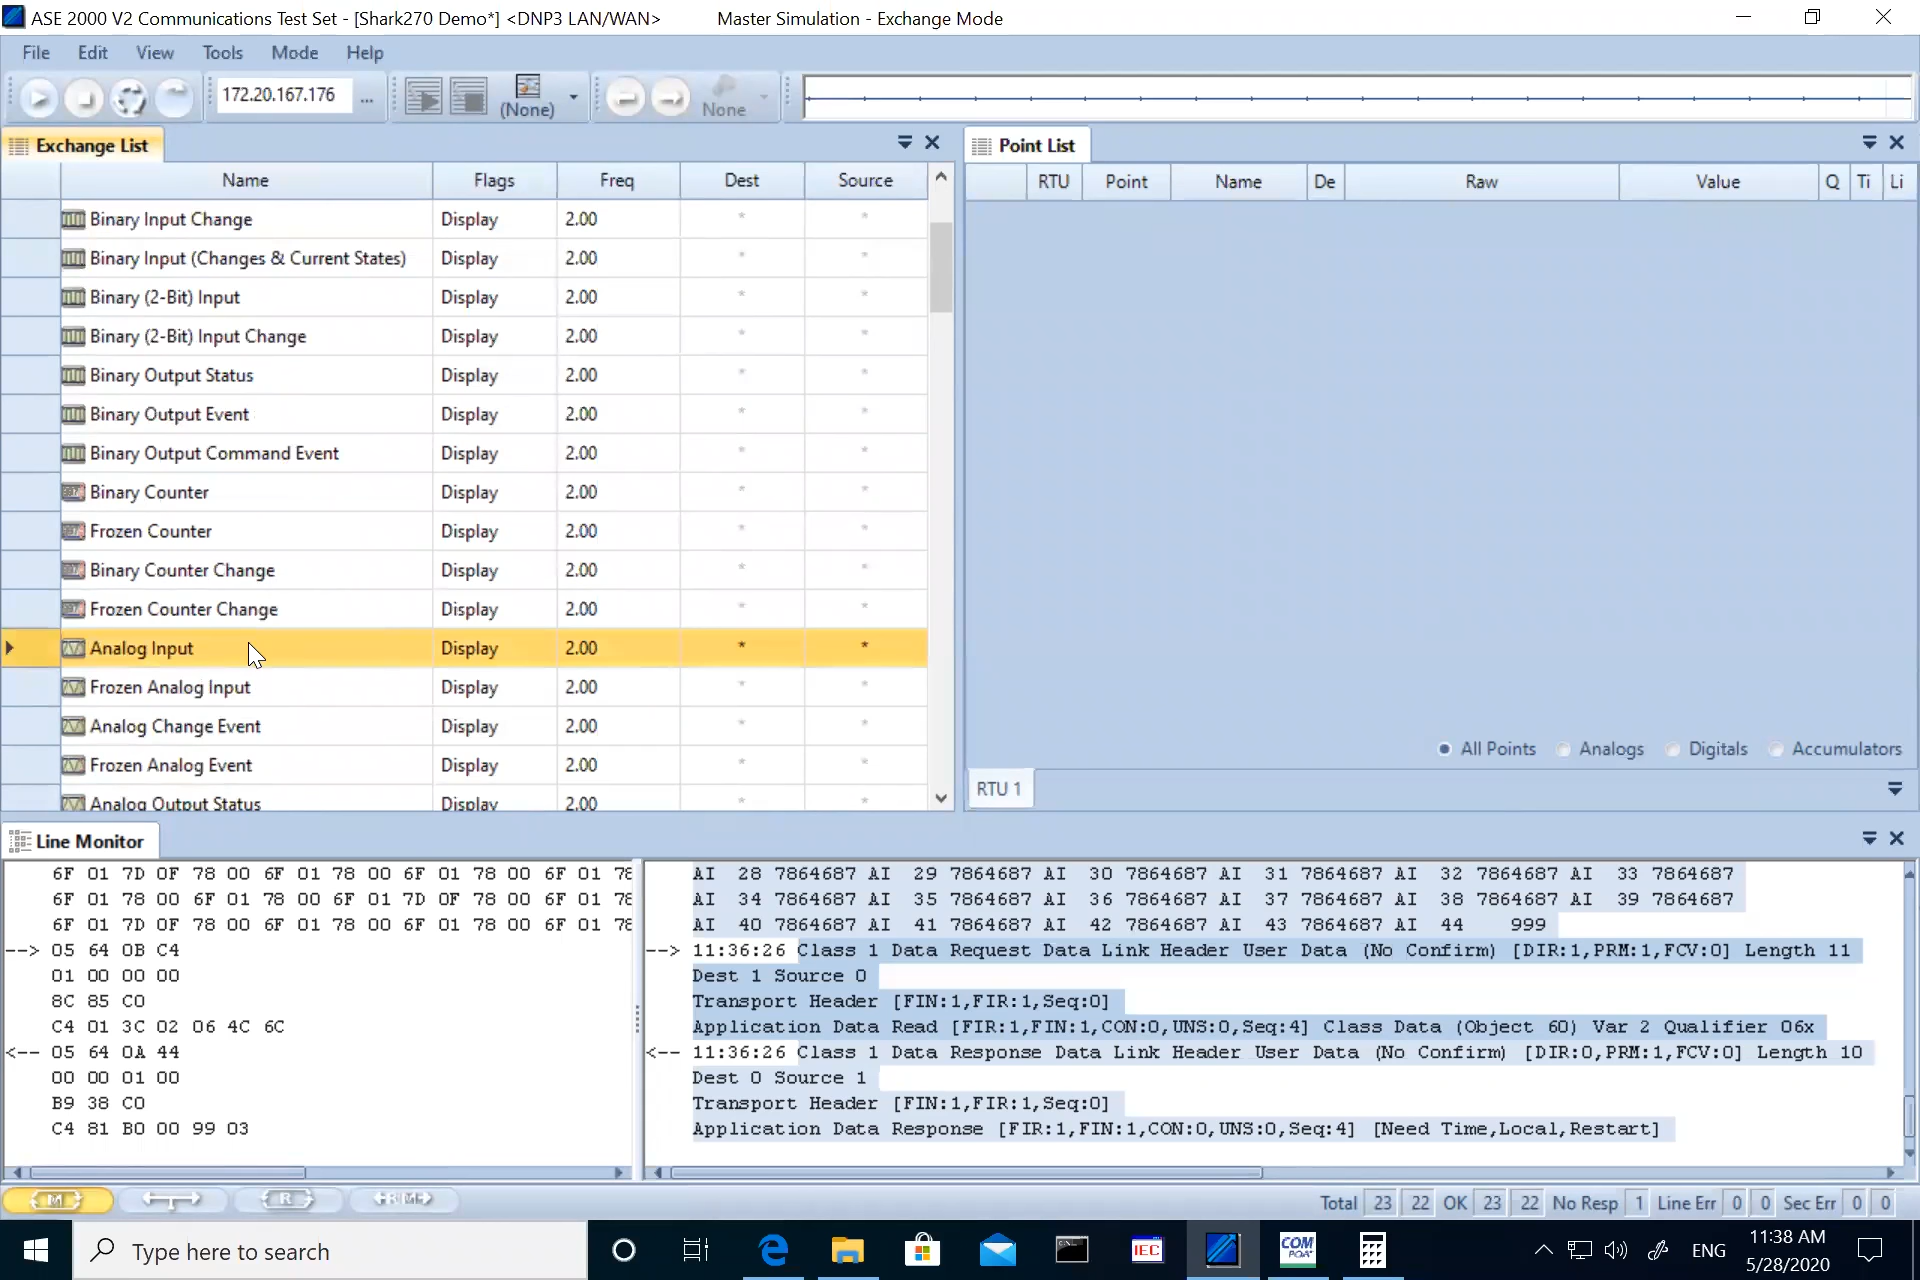 ASE 2000 V2 Communications Test Set - [Shark270 Demo*] <DNP3 LAN/WAN> Master Simulation - Exchange Mode
File Edit View Tools Mode Help
172.20.167.176 ... (None) None
Exchange List
Name Flags Freq Dest Source
Binary Input Change Display 2.00 * *
Binary Input (Changes & Current States) Display 2.00 * *
Binary (2-Bit) Input Display 2.00 * *
Binary (2-Bit) Input Change Display 2.00 * *
Binary Output Status Display 2.00 * *
Binary Output Event Display 2.00 * *
Binary Output Command Event Display 2.00 * *
Binary Counter Display 2.00 * *
Frozen Counter Display 2.00 * *
Binary Counter Change Display 2.00 * *
Frozen Counter Change Display 2.00 * *
Analog Input Display 2.00 * *
Frozen Analog Input Display 2.00 * *
Analog Change Event Display 2.00 * *
Frozen Analog Event Display 2.00 * *
Analog Output Status Display 2.00 * *
Point List
RTU Point Name De Raw Value Q Ti Li
All Points Analogs Digitals Accumulators
RTU 1
Line Monitor
6F 01 7D 0F 78 00 6F 01 78 00 6F 01 78 00 6F 01 78
6F 01 78 00 6F 01 78 00 6F 01 7D 0F 78 00 6F 01 78
6F 01 7D 0F 78 00 6F 01 78 00 6F 01 78 00 6F 01 78
--> 05 64 0B C4
01 00 00 00
8C 85 C0
C4 01 3C 02 06 4C 6C
<-- 05 64 0A 44
00 00 01 00
B9 38 C0
C4 81 B0 00 99 03
AI 28 7864687 AI 29 7864687 AI 30 7864687 AI 31 7864687 AI 32 7864687 AI 33 7864687
AI 34 7864687 AI 35 7864687 AI 36 7864687 AI 37 7864687 AI 38 7864687 AI 39 7864687
AI 40 7864687 AI 41 7864687 AI 42 7864687 AI 43 7864687 AI 44 999
--> 11:36:26 Class 1 Data Request Data Link Header User Data (No Confirm) [DIR:1,PRM:1,FCV:0] Length 11
Dest 1 Source 0
Transport Header [FIN:1,FIR:1,Seq:0]
Application Data Read [FIR:1,FIN:1,CON:0,UNS:0,Seq:4] Class Data (Object 60) Var 2 Qualifier 06x
<-- 11:36:26 Class 1 Data Response Data Link Header User Data (No Confirm) [DIR:0,PRM:1,FCV:0] Length 10
Dest 0 Source 1
Transport Header [FIN:1,FIR:1,Seq:0]
Application Data Response [FIR:1,FIN:1,CON:0,UNS:0,Seq:4] [Need Time,Local,Restart]
M T R R M Total 23 22 OK 23 22 No Resp 1 Line Err 0 0 Sec Err 0 0
Type here to search IEC COM ENG 11:38 AM
5/28/2020